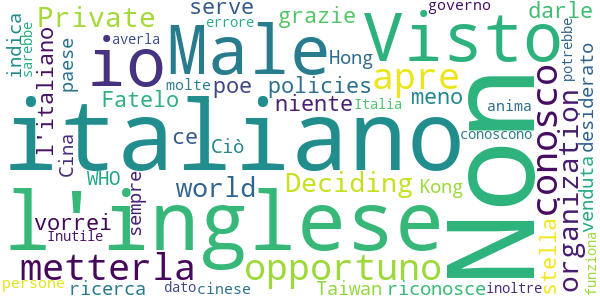 indica
sarebbe
errore
serve
Private
averla
Male
grazie
Hong
Visto
governo
potrebbe
darle
l'italiano
paese
io
Fatelo
molte
poe
policies
niente
apre
meno
Italia
anima
conoscono
italiano
Non
conosco
organization
desiderato
venduta
Cina
WHO
sempre
ce
Ciò
world
Deciding
Kong
l'inglese
vorrei
Inutile
metterla
opportuno
stella
funziona
persone
ricerca
dato
cinese
Taiwan
riconosce
inoltre